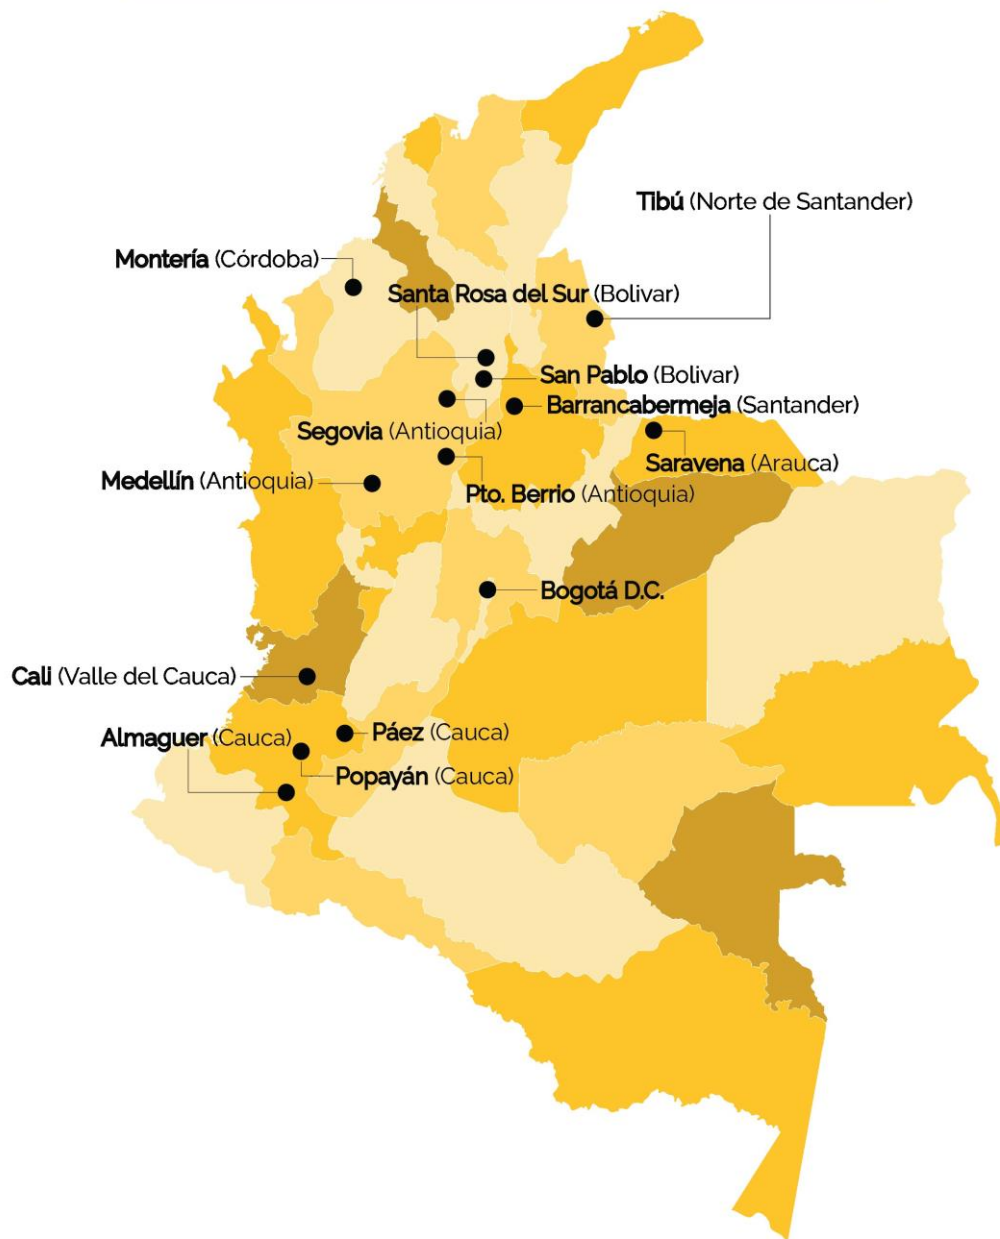 Tibú (Norte de Santander)
Montería (Córdoba)
Santa Rosa del Sur (Bolivar)
San Pablo (Bolivar)
Barrancabermeja (Santander)
Segovia (Antioquia)
Saravena (Arauca)
Medellín (Antioquia)
Pto. Berrio (Antioquia)
Bogotá D.C.
Cali (Valle del Cauca)
Almaguer (Cauca)
Páez (Cauca)
Popayán (Cauca)